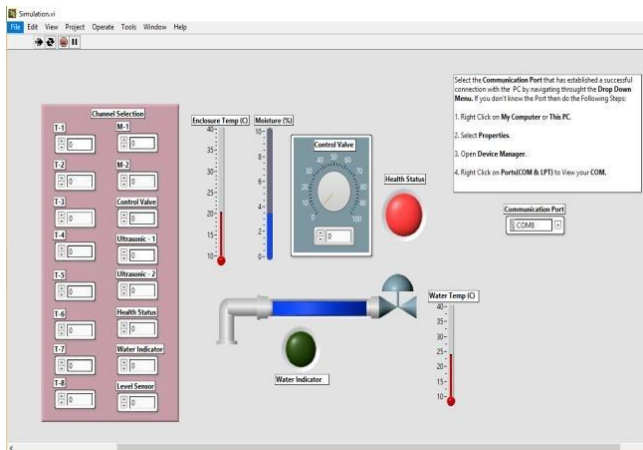 Simulation.vi
File Edit View Project Operate Tools Window Help
Channel Selection
T-1 M-1
0 0
T-2 M-2
0 0
T-3 Control Valve
0 0
T-4 Ultrasonic - 1
0 0
T-5 Ultrasonic - 2
0 0
T-6 Health Status
0 0
T-7 Water Indicator
0 0
T-8 Level Sensor
0 0
Enclosure Temp (C)
40
35
30
25
20
15
10
Moisture (%)
10
8
6
4
2
0
Control Valve
0 10 20 30 40 50 60 70 80 90 100
0
Health Status
Select the Communication Port that has established a successful
connection with the PC by navigating throught the Drop Down
Menu. If you don't know the Port then do the Following Steps:
1. Right Click on My Computer or This PC.
2. Select Properties.
3. Open Device Manager.
4. Right Click on Ports(COM & LPT) to View your COM.
Communication Port
COM8
Water Indicator
Water Temp (C)
40
35
30
25
20
15
10